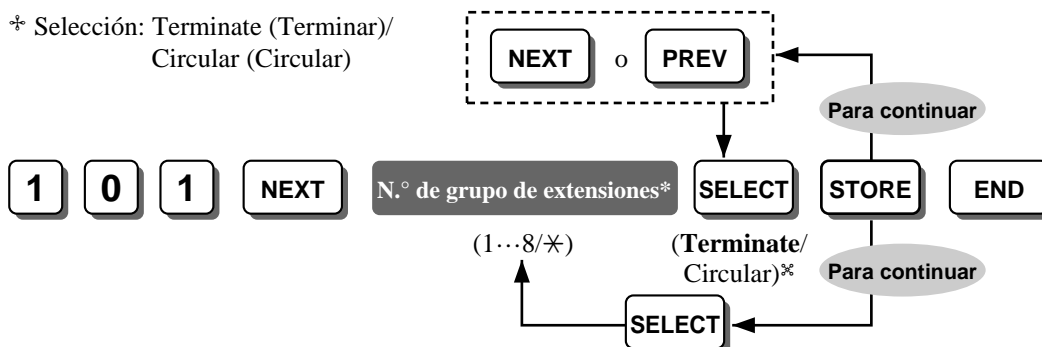 ✣ Selección: Terminate (Terminar)/
Circular (Circular)
NEXT o PREV
Para continuar
1 0 1 NEXT N.° de grupo de extensiones* SELECT STORE END
(1···8/✳) (Terminate/
Circular)✣
Para continuar
SELECT